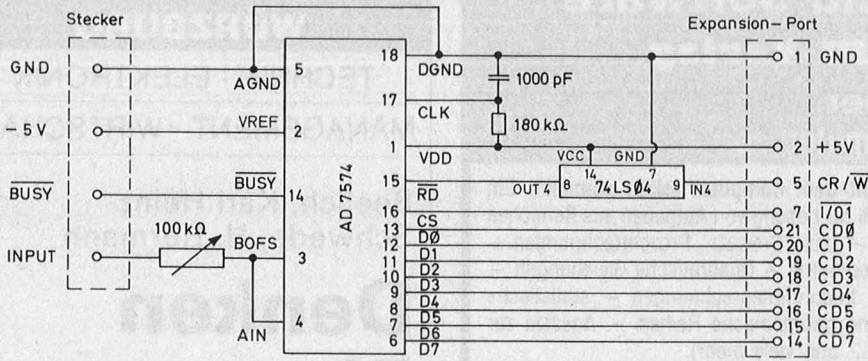 Stecker
Expansion-Port
GND
5
AGND
18
DGND
1000 pF
1
GND
17
CLK
180 kΩ
-5V
VREF
2
1
VDD
VCC
14
GND
7
2
+5V
BUSY
BUSY
14
AD 7574
15
RD
OUT4
8
74LS04
9
IN4
5
CR/W
16
CS
I/O1
100 kΩ
BOFS
3
INPUT
13
D0
21
CD0
12
D1
20
CD1
11
D2
19
CD2
10
D3
18
CD3
9
D4
17
CD4
8
D5
16
CD5
4
AIN
7
D6
15
CD6
6
D7
14
CD7